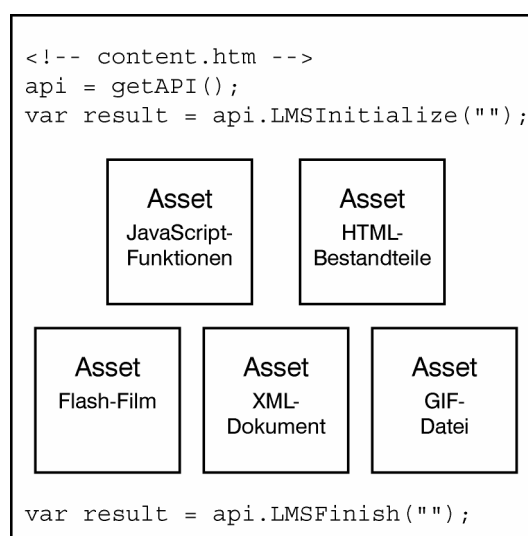 <!-- content.htm -->
api = getAPI();
var result = api.LMSInitialize("");
Asset
JavaScript-
Funktionen
Asset
HTML-
Bestandteile
Asset
Flash-Film
Asset
XML-
Dokument
Asset
GIF-
Datei
var result = api.LMSFinish("");